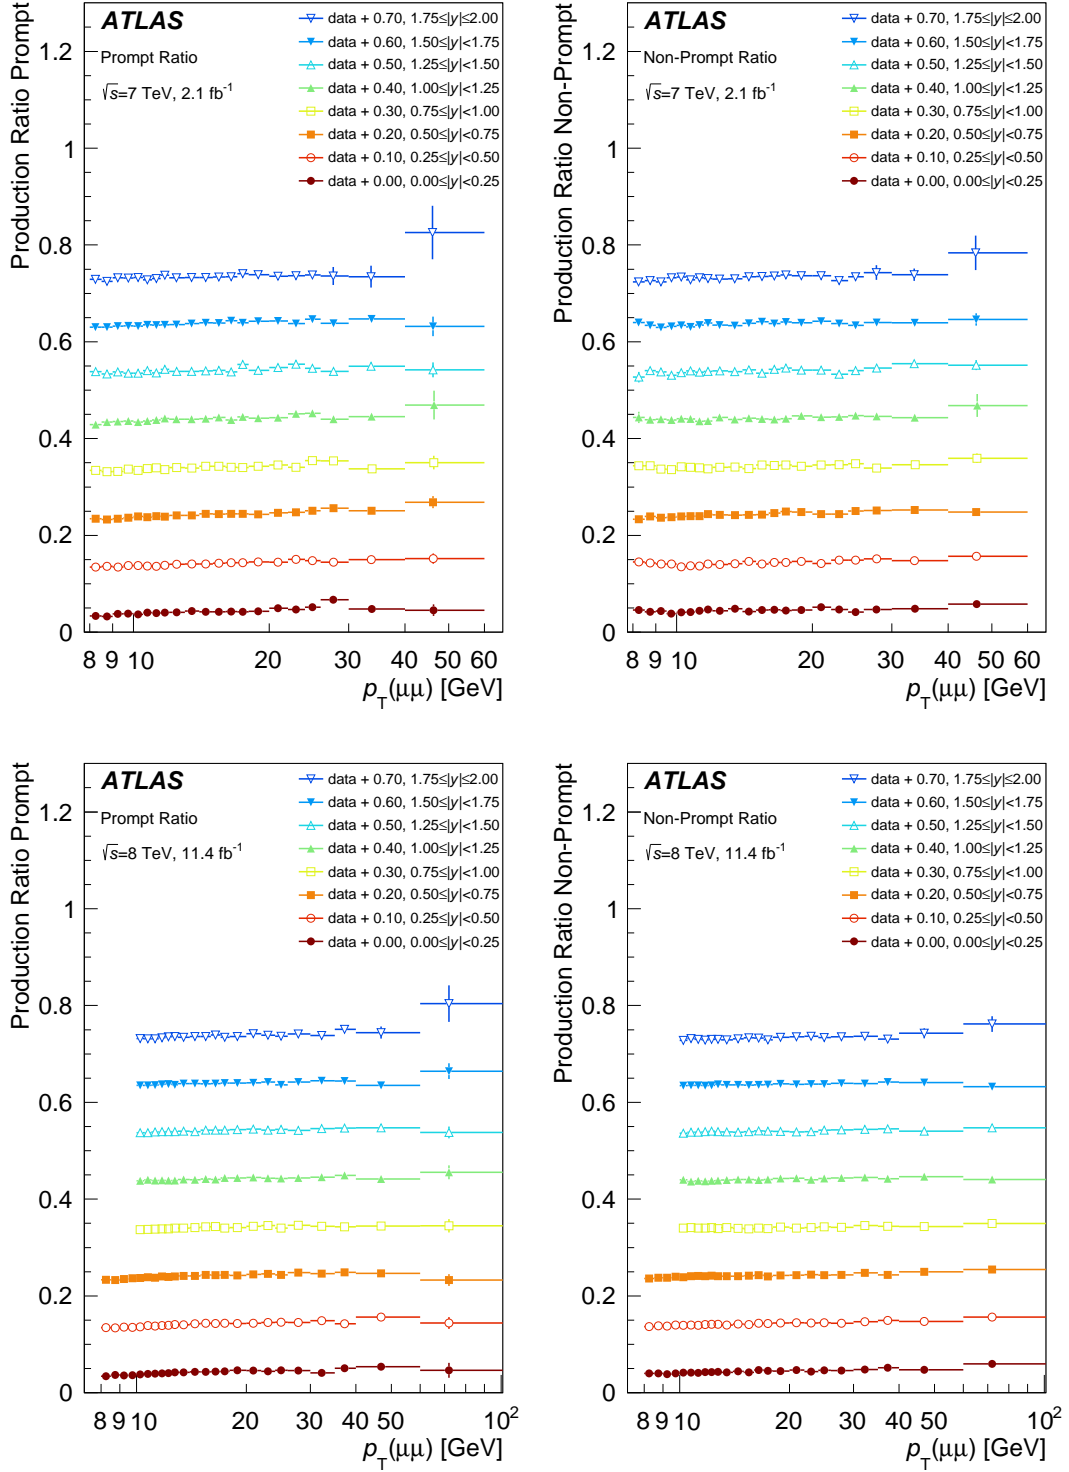 Production Ratio Prompt
ATLAS
Prompt Ratio
√s=7 TeV, 2.1 fb⁻¹
data + 0.70, 1.75≤|y|≤2.00
data + 0.60, 1.50≤|y|<1.75
data + 0.50, 1.25≤|y|<1.50
data + 0.40, 1.00≤|y|<1.25
data + 0.30, 0.75≤|y|<1.00
data + 0.20, 0.50≤|y|<0.75
data + 0.10, 0.25≤|y|<0.50
data + 0.00, 0.00≤|y|<0.25
1.2
1
0.8
0.6
0.4
0.2
0
8 9 10 20 30 40 50 60
p_T(μμ) [GeV]
Production Ratio Non-Prompt
ATLAS
Non-Prompt Ratio
√s=7 TeV, 2.1 fb⁻¹
data + 0.70, 1.75≤|y|≤2.00
data + 0.60, 1.50≤|y|<1.75
data + 0.50, 1.25≤|y|<1.50
data + 0.40, 1.00≤|y|<1.25
data + 0.30, 0.75≤|y|<1.00
data + 0.20, 0.50≤|y|<0.75
data + 0.10, 0.25≤|y|<0.50
data + 0.00, 0.00≤|y|<0.25
1.2
1
0.8
0.6
0.4
0.2
0
8 9 10 20 30 40 50 60
p_T(μμ) [GeV]
Production Ratio Prompt
ATLAS
Prompt Ratio
√s=8 TeV, 11.4 fb⁻¹
data + 0.70, 1.75≤|y|≤2.00
data + 0.60, 1.50≤|y|<1.75
data + 0.50, 1.25≤|y|<1.50
data + 0.40, 1.00≤|y|<1.25
data + 0.30, 0.75≤|y|<1.00
data + 0.20, 0.50≤|y|<0.75
data + 0.10, 0.25≤|y|<0.50
data + 0.00, 0.00≤|y|<0.25
1.2
1
0.8
0.6
0.4
0.2
0
8 9 10 20 30 40 50 10²
p_T(μμ) [GeV]
Production Ratio Non-Prompt
ATLAS
Non-Prompt Ratio
√s=8 TeV, 11.4 fb⁻¹
data + 0.70, 1.75≤|y|≤2.00
data + 0.60, 1.50≤|y|<1.75
data + 0.50, 1.25≤|y|<1.50
data + 0.40, 1.00≤|y|<1.25
data + 0.30, 0.75≤|y|<1.00
data + 0.20, 0.50≤|y|<0.75
data + 0.10, 0.25≤|y|<0.50
data + 0.00, 0.00≤|y|<0.25
1.2
1
0.8
0.6
0.4
0.2
0
8 9 10 20 30 40 50 10²
p_T(μμ) [GeV]